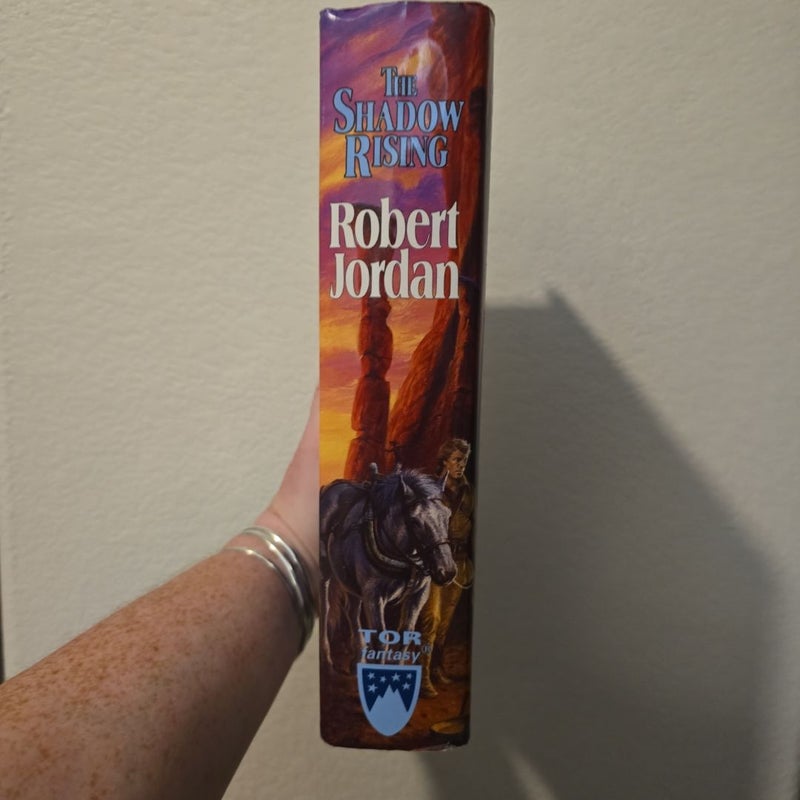 THE
SHADOW
RISING
Robert
Jordan
TOR
fantasy®